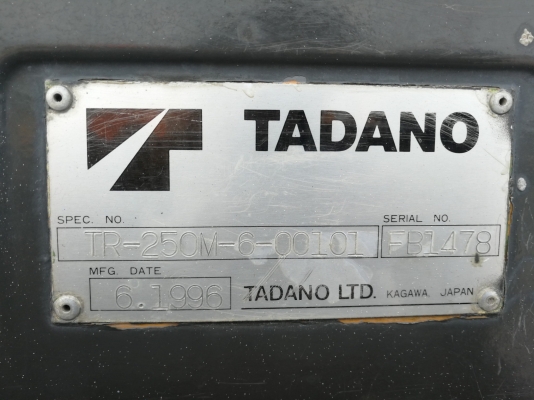 TADANO
SPEC. NO. SERIAL NO.
TR-250M-6-00101 FB1478
MFG. DATE
6.1996 TADANO LTD. KAGAWA, JAPAN